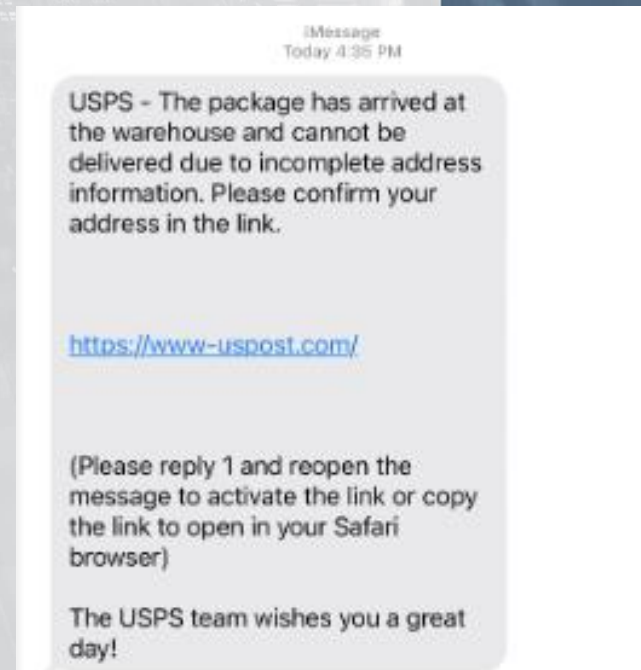 iMessage
Today 4:35 PM
USPS - The package has arrived at
the warehouse and cannot be
delivered due to incomplete address
information. Please confirm your
address in the link.
https://www-uspost.com/
(Please reply 1 and reopen the
message to activate the link or copy
the link to open in your Safari
browser)
The USPS team wishes you a great
day!